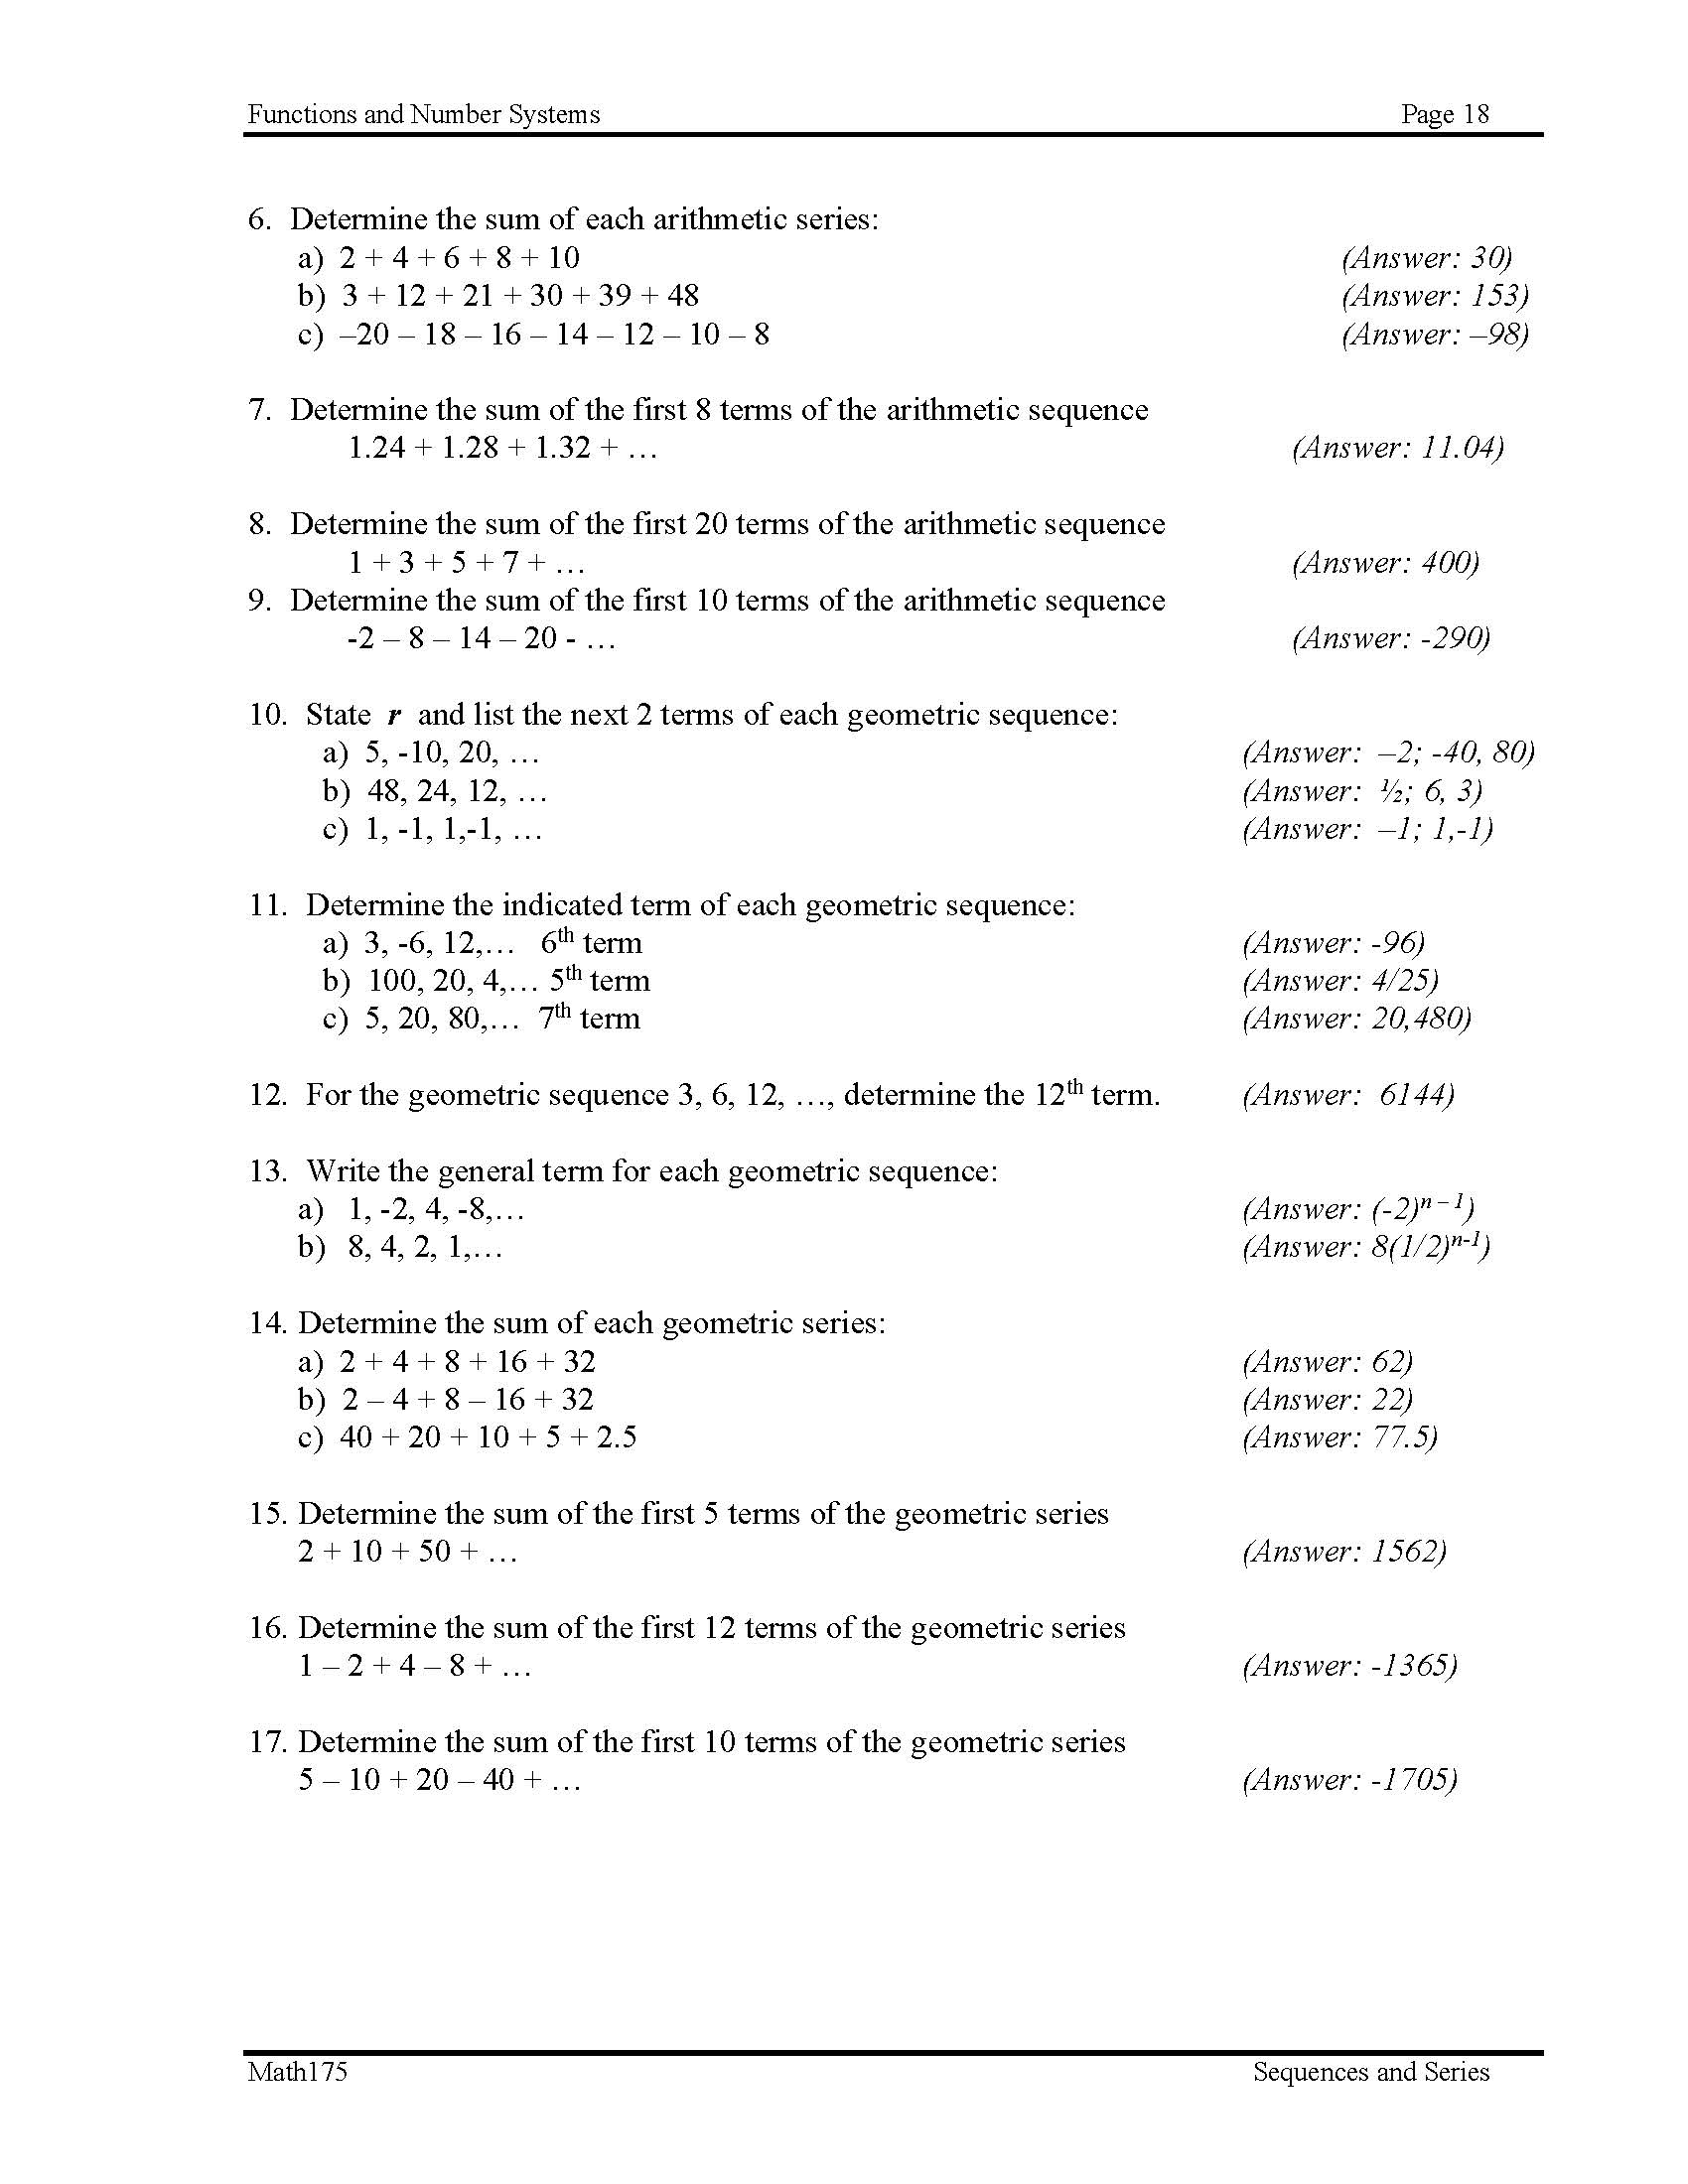 Functions and Number Systems Page 18
6. Determine the sum of each arithmetic series:
a) 2 + 4 + 6 + 8 + 10 (Answer: 30)
b) 3 + 12 + 21 + 30 + 39 + 48 (Answer: 153)
c) –20 – 18 – 16 – 14 – 12 – 10 – 8 (Answer: –98)
7. Determine the sum of the first 8 terms of the arithmetic sequence
1.24 + 1.28 + 1.32 + … (Answer: 11.04)
8. Determine the sum of the first 20 terms of the arithmetic sequence
1 + 3 + 5 + 7 + … (Answer: 400)
9. Determine the sum of the first 10 terms of the arithmetic sequence
-2 – 8 – 14 – 20 - … (Answer: -290)
10. State r and list the next 2 terms of each geometric sequence:
a) 5, -10, 20, … (Answer: –2; -40, 80)
b) 48, 24, 12, … (Answer: ½; 6, 3)
c) 1, -1, 1,-1, … (Answer: –1; 1,-1)
11. Determine the indicated term of each geometric sequence:
a) 3, -6, 12,… 6th term (Answer: -96)
b) 100, 20, 4,… 5th term (Answer: 4/25)
c) 5, 20, 80,… 7th term (Answer: 20,480)
12. For the geometric sequence 3, 6, 12, …, determine the 12th term. (Answer: 6144)
13. Write the general term for each geometric sequence:
a) 1, -2, 4, -8,… (Answer: (-2)^n – 1)
b) 8, 4, 2, 1,… (Answer: 8(1/2)^n-1)
14. Determine the sum of each geometric series:
a) 2 + 4 + 8 + 16 + 32 (Answer: 62)
b) 2 – 4 + 8 – 16 + 32 (Answer: 22)
c) 40 + 20 + 10 + 5 + 2.5 (Answer: 77.5)
15. Determine the sum of the first 5 terms of the geometric series
2 + 10 + 50 + … (Answer: 1562)
16. Determine the sum of the first 12 terms of the geometric series
1 – 2 + 4 – 8 + … (Answer: -1365)
17. Determine the sum of the first 10 terms of the geometric series
5 – 10 + 20 – 40 + … (Answer: -1705)
Math175 Sequences and Series